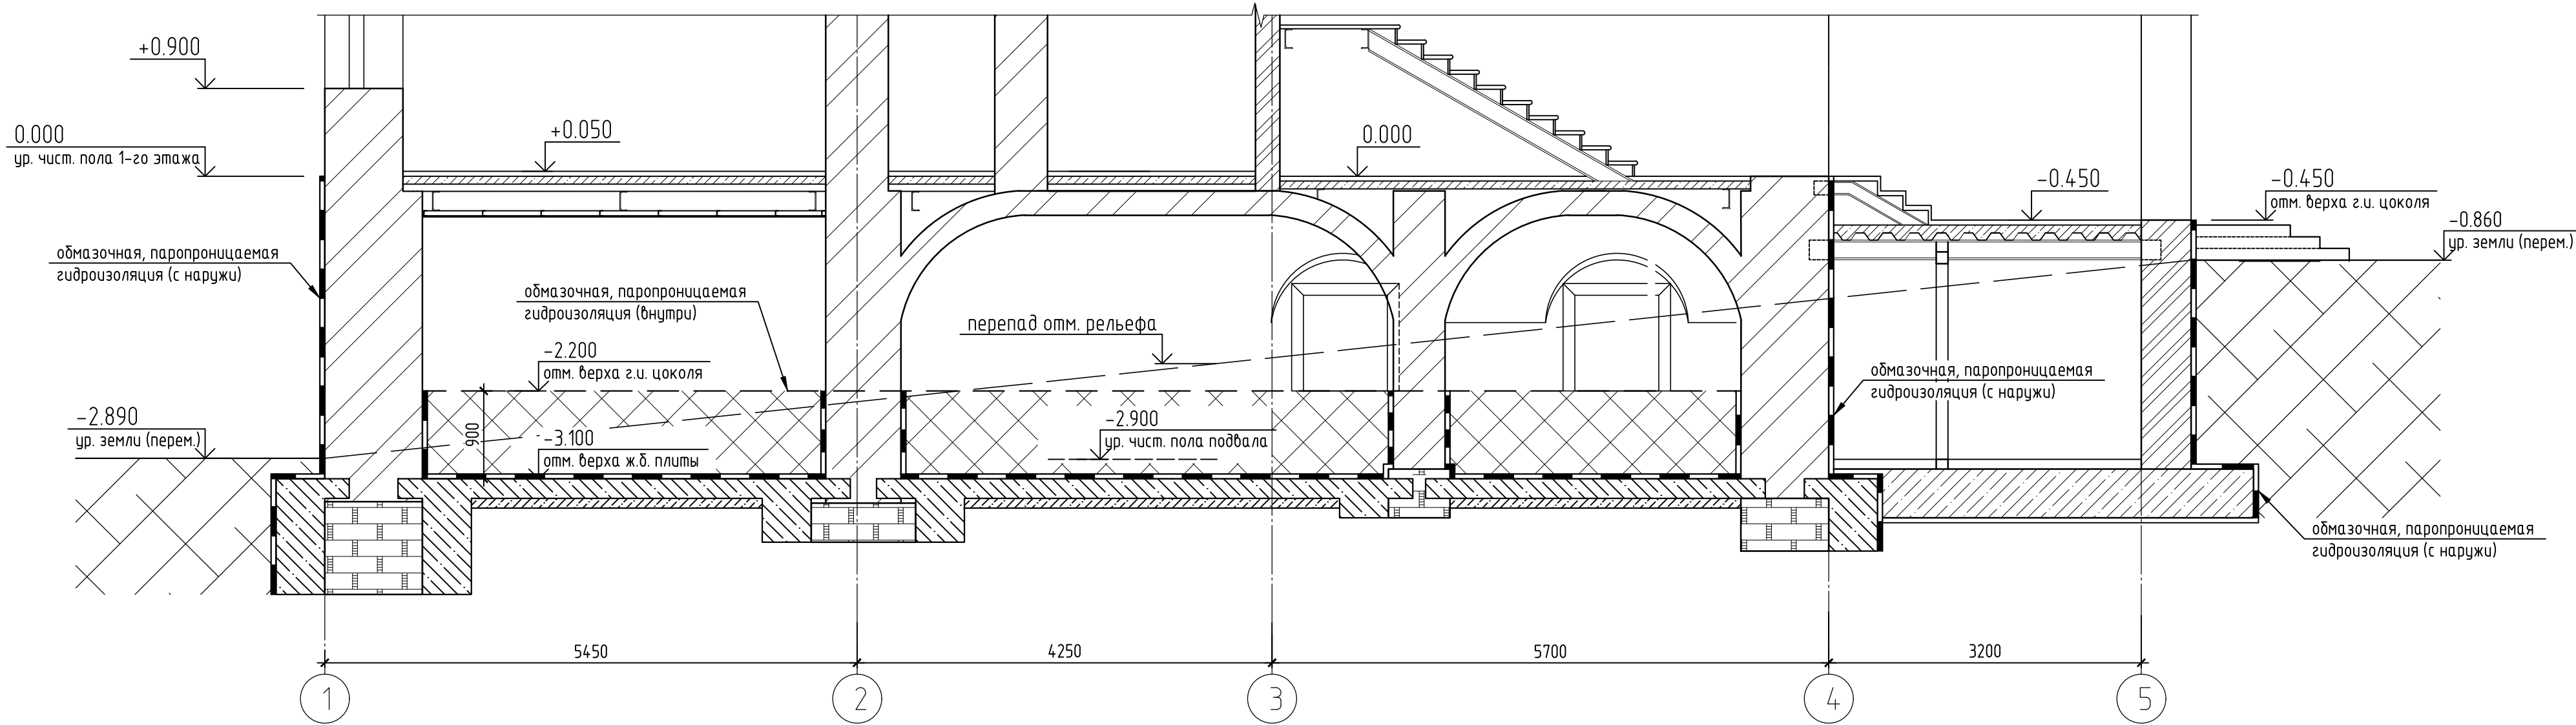 +0.900
0.000
ур. чист. пола 1-го этажа
+0.050
0.000
-0.450
-0.450
отм. верха г.и. цоколя
-0.860
ур. земли (перем.)
обмазочная, паропроницаемая
гидроизоляция (с наружи)
обмазочная, паропроницаемая
гидроизоляция (внутри)
перепад отм. рельефа
-2.200
отм. верха г.и. цоколя
обмазочная, паропроницаемая
гидроизоляция (с наружи)
-2.890
ур. земли (перем.)
900
-3.100
отм. верха ж.б. плиты
-2.900
ур. чист. пола подвала
обмазочная, паропроницаемая
гидроизоляция (с наружи)
5450
4250
5700
3200
1
2
3
4
5